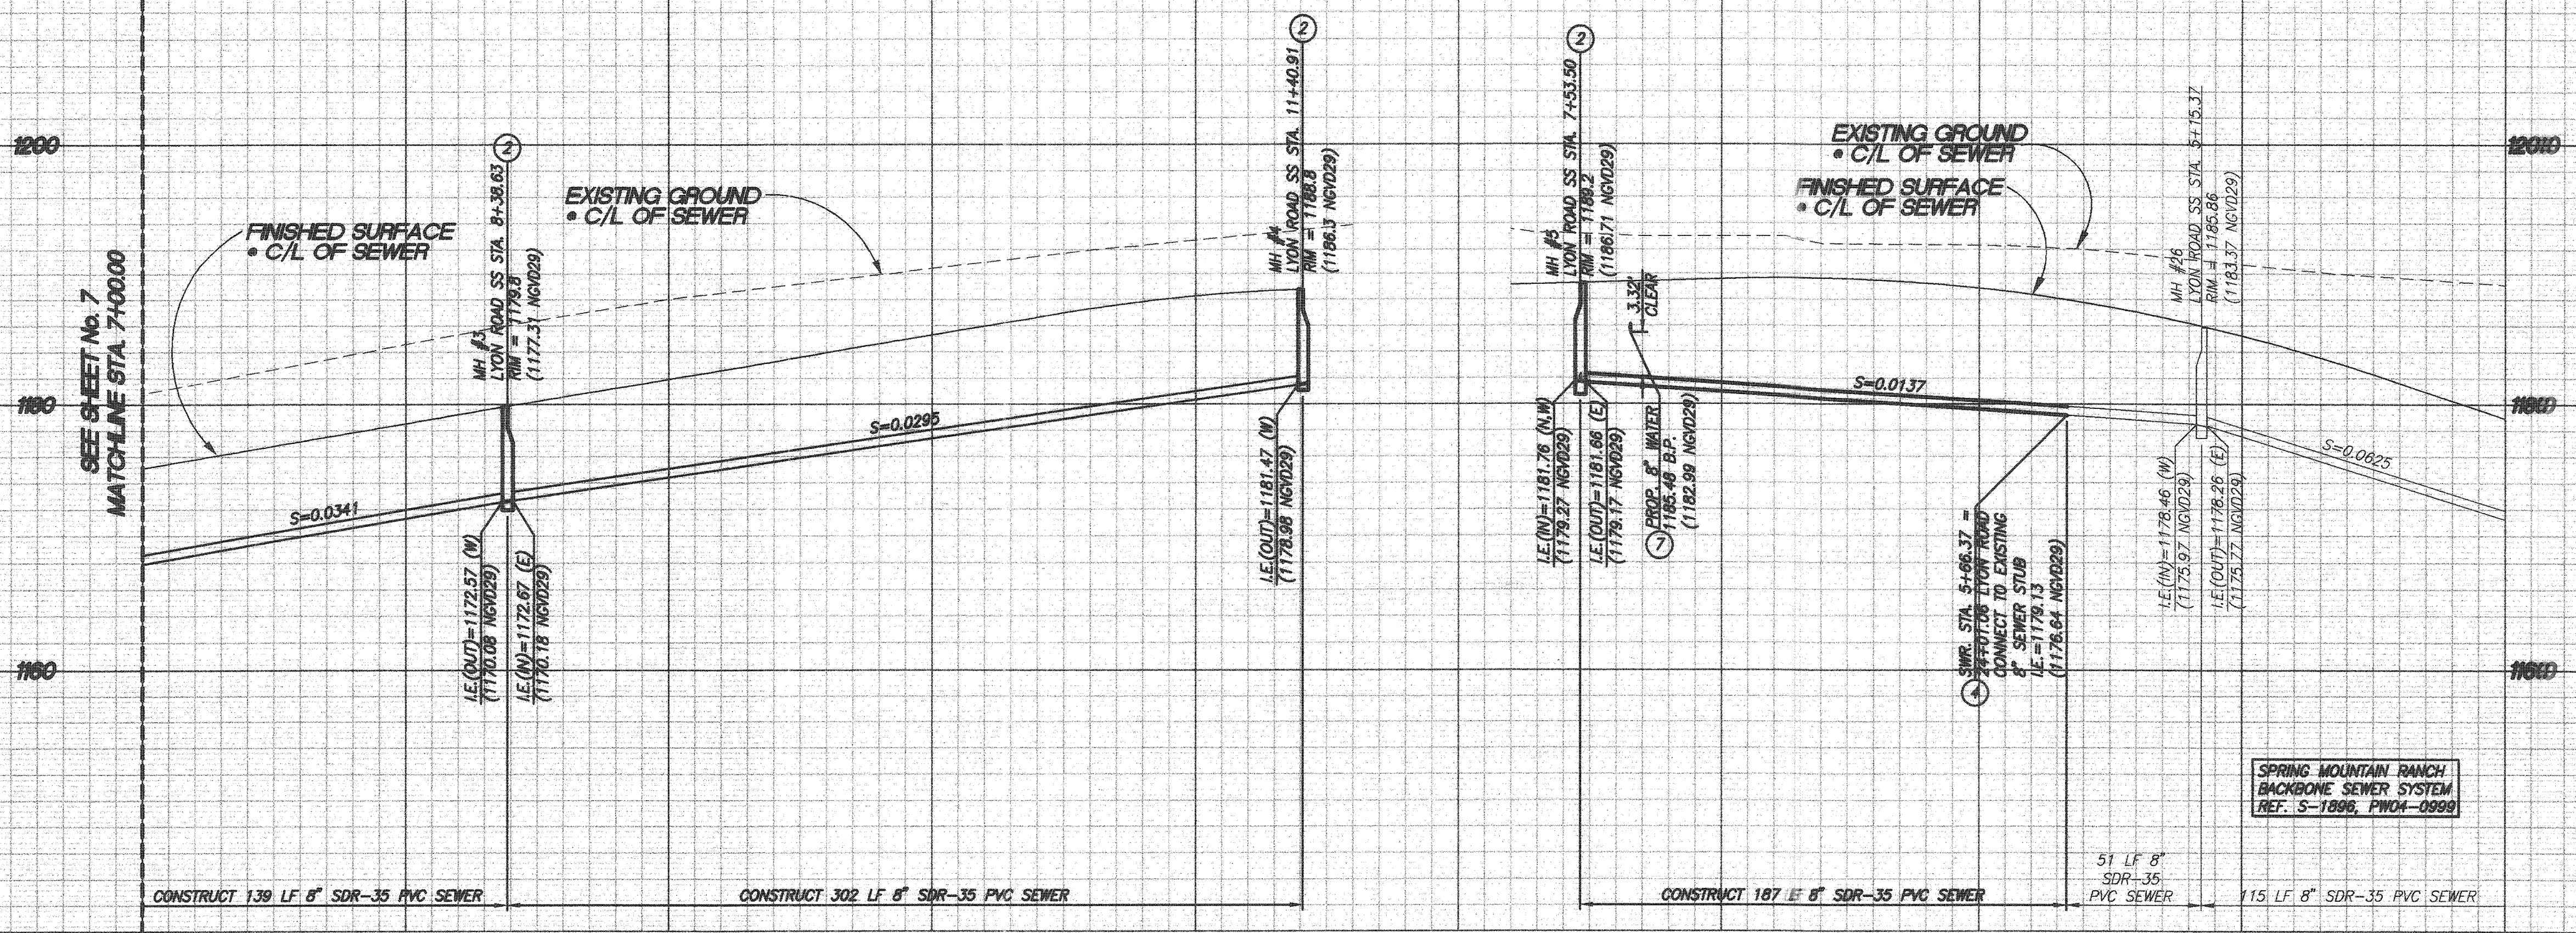 1200
1180
1160
SEE SHEET No. 7
MATCHLINE STA. 7+00.00
FINISHED SURFACE
C/L OF SEWER
S=0.0341
2
MH #3
LYON ROAD SS STA. 8+38.63
RIM = 1179.8
(1177.31 NGVD29)
I.E.(OUT)=1172.57 (W)
(1170.08 NGVD29)
I.E.(IN)=1172.67 (E)
(1170.18 NGVD29)
EXISTING GROUND
C/L OF SEWER
S=0.0295
2
MH #4
LYON ROAD SS STA. 11+40.91
RIM = 1188.8
(1186.3 NGVD29)
I.E.(OUT)=1181.47 (W)
(1178.98 NGVD29)
2
MH #5
LYON ROAD SS STA. 7+53.50
RIM = 1189.2
(1186.71 NGVD29)
I.E.(IN)=1181.76 (N,W)
(1179.27 NGVD29)
I.E.(OUT)=1181.66 (E)
(1179.17 NGVD29)
3.32'
CLEAR
PROP. 8" WATER
1185.48 B.P.
(1182.99 NGVD29)
7
S=0.0137
EXISTING GROUND
C/L OF SEWER
FINISHED SURFACE
C/L OF SEWER
SWR. STA. 5+66.37 =
24+01.06 LYON ROAD
CONNECT TO EXISTING
8" SEWER STUB
I.E.=1179.13
(1176.64 NGVD29)
4
MH #26
LYON ROAD SS STA. 5+15.37
RIM = 1185.86
(1183.37 NGVD29)
I.E.(IN)=1178.46 (W)
(1175.97 NGVD29)
I.E.(OUT)=1178.26 (E)
(1175.77 NGVD29)
S=0.0625
SPRING MOUNTAIN RANCH
BACKBONE SEWER SYSTEM
REF. S-1896, PW04-0999
CONSTRUCT 139 LF 8" SDR-35 PVC SEWER
CONSTRUCT 302 LF 8" SDR-35 PVC SEWER
CONSTRUCT 187 LF 8" SDR-35 PVC SEWER
51 LF 8"
SDR-35
PVC SEWER
115 LF 8" SDR-35 PVC SEWER